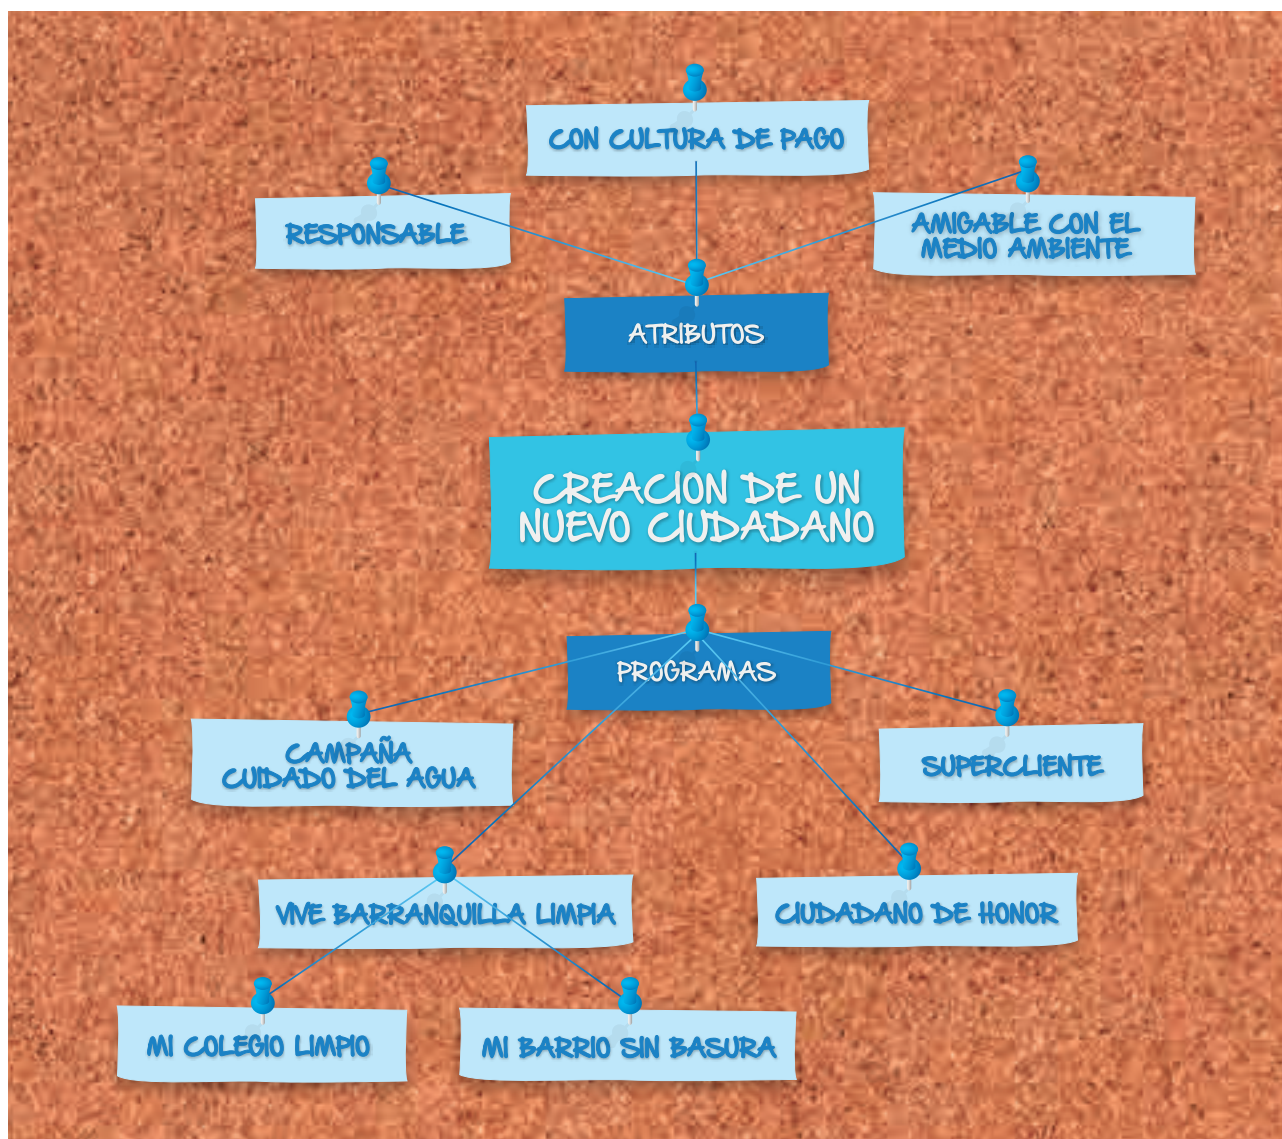 CON CULTURA DE PAGO
RESPONSABLE
AMIGABLE CON EL
MEDIO AMBIENTE
ATRIBUTOS
CREACION DE UN
NUEVO CIUDADANO
PROGRAMAS
CAMPAÑA
CUIDADO DEL AGUA
SUPERCLIENTE
VIVE BARRANQUILLA LIMPIA
CIUDADANO DE HONOR
MI COLEGIO LIMPIO
MI BARRIO SIN BASURA